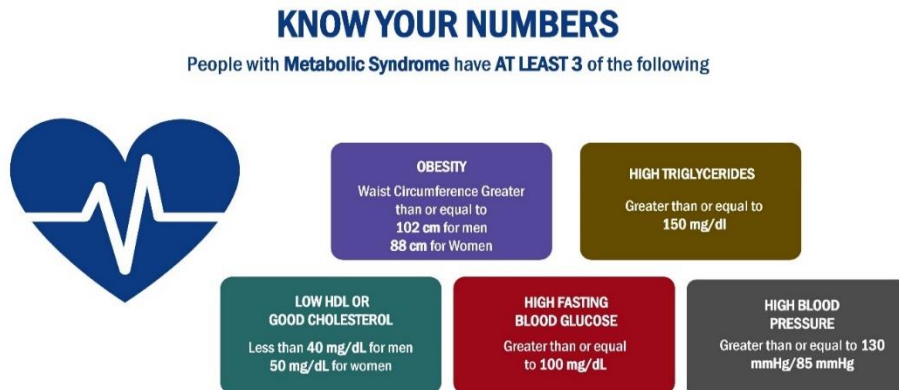 KNOW YOUR NUMBERS
People with Metabolic Syndrome have AT LEAST 3 of the following
OBESITY
Waist Circumference Greater
than or equal to
102 cm for men
88 cm for Women
HIGH TRIGLYCERIDES
Greater than or equal to
150 mg/dl
LOW HDL OR
GOOD CHOLESTEROL
Less than 40 mg/dL for men
50 mg/dL for women
HIGH FASTING
BLOOD GLUCOSE
Greater than or equal
to 100 mg/dL
HIGH BLOOD
PRESSURE
Greater than or equal to 130
mmHg/85 mmHg